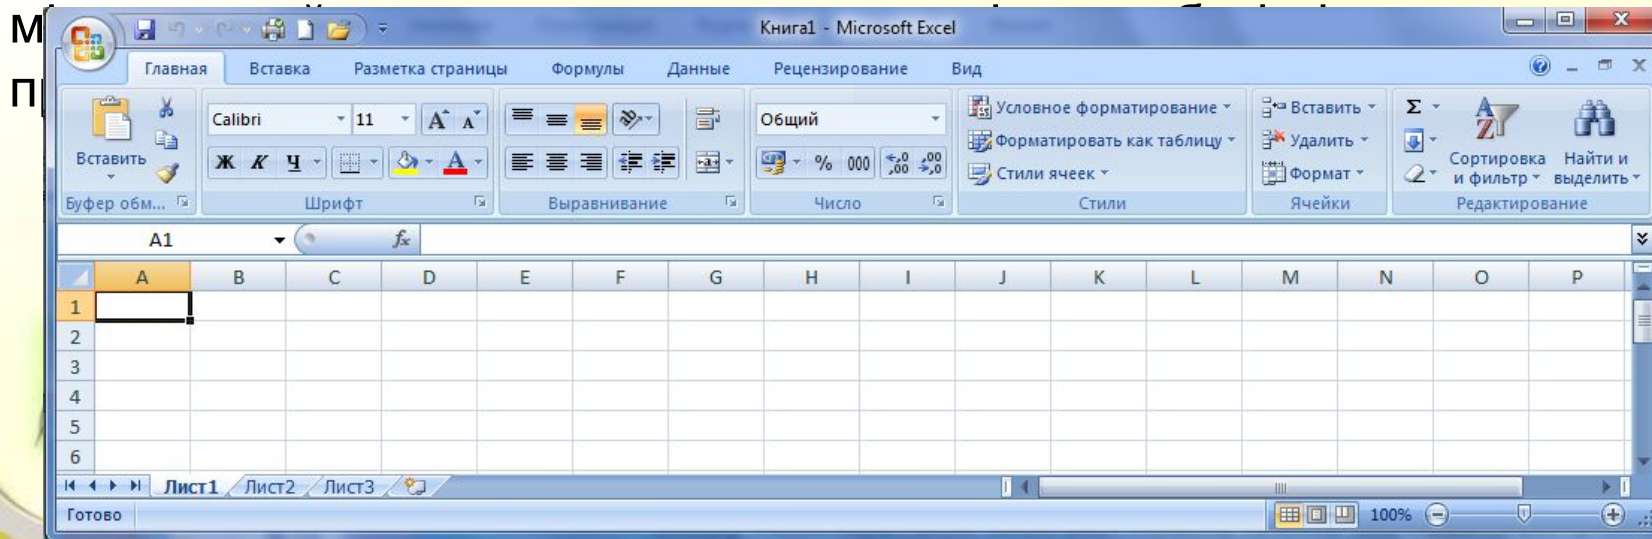 Книга1 - Microsoft Excel
Главная Вставка Разметка страницы Формулы Данные Рецензирование Вид
Вставить
Буфер обм...
Calibri 11
Ж К Ч
Шрифт
Выравнивание
Общий
% 000 ,00 ,0
Число
Условное форматирование
Форматировать как таблицу
Стили ячеек
Стили
Вставить
Удалить
Формат
Ячейки
Σ
Сортировка и фильтр
Найти и выделить
Редактирование
A1 fx
A B C D E F G H I J K L M N O P
1
2
3
4
5
6
Лист1 Лист2 Лист3
Готово 100%